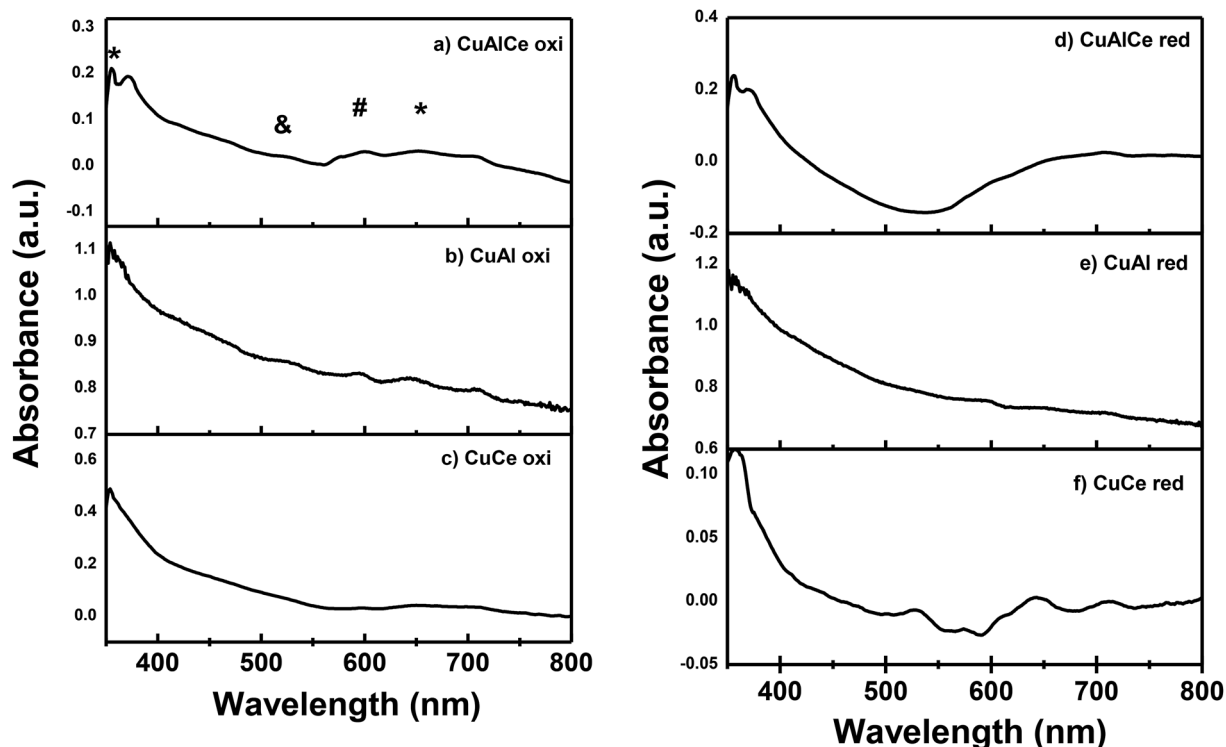 Absorbance (a.u.)
0.3
0.2
0.1
0.0
-0.1
a) CuAlCe oxi
*
&
#
*
1.1
1.0
0.9
0.8
0.7
b) CuAl oxi
0.6
0.4
0.2
0.0
c) CuCe oxi
400 500 600 700 800
Wavelength (nm)
Absorbance (a.u.)
0.4
0.2
0.0
-0.2
d) CuAlCe red
1.2
1.0
0.8
0.6
e) CuAl red
0.10
0.05
0.00
-0.05
f) CuCe red
400 500 600 700 800
Wavelength (nm)